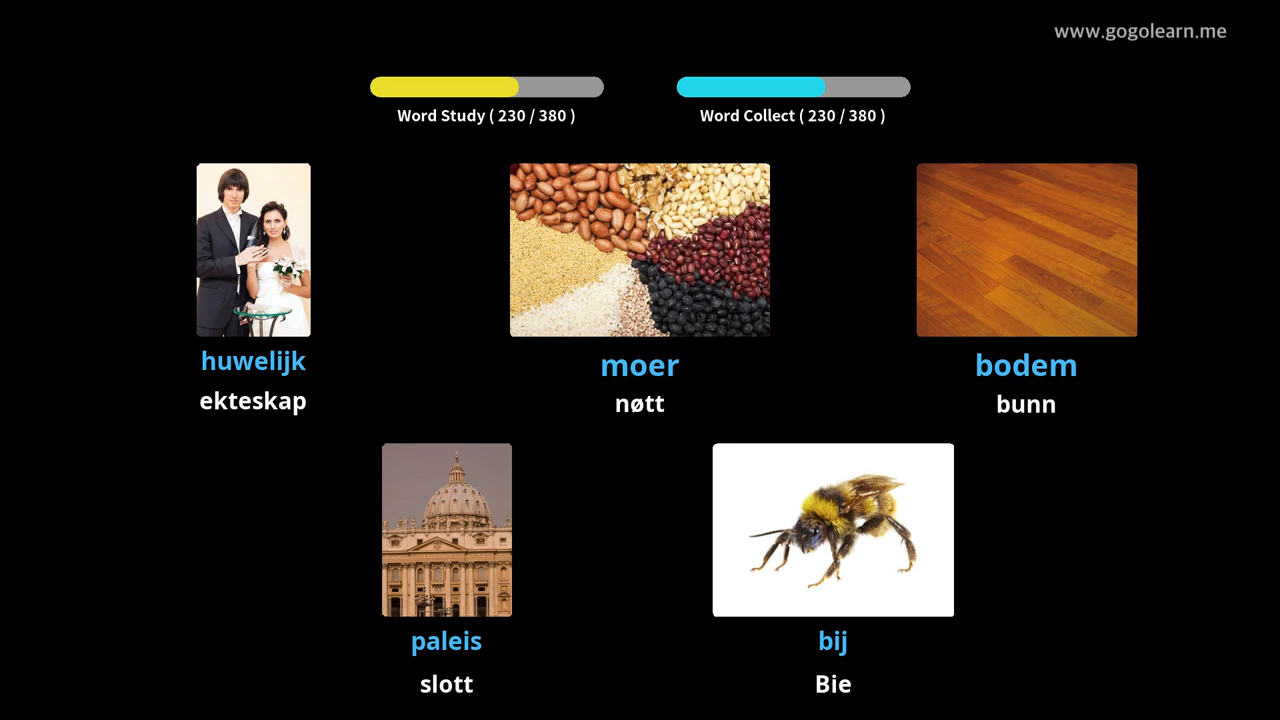 www.gogolearn.me
Word Study ( 230 / 380 )
Word Collect ( 230 / 380 )
huwelijk
ekteskap
moer
nøtt
bodem
bunn
paleis
slott
bij
Bie